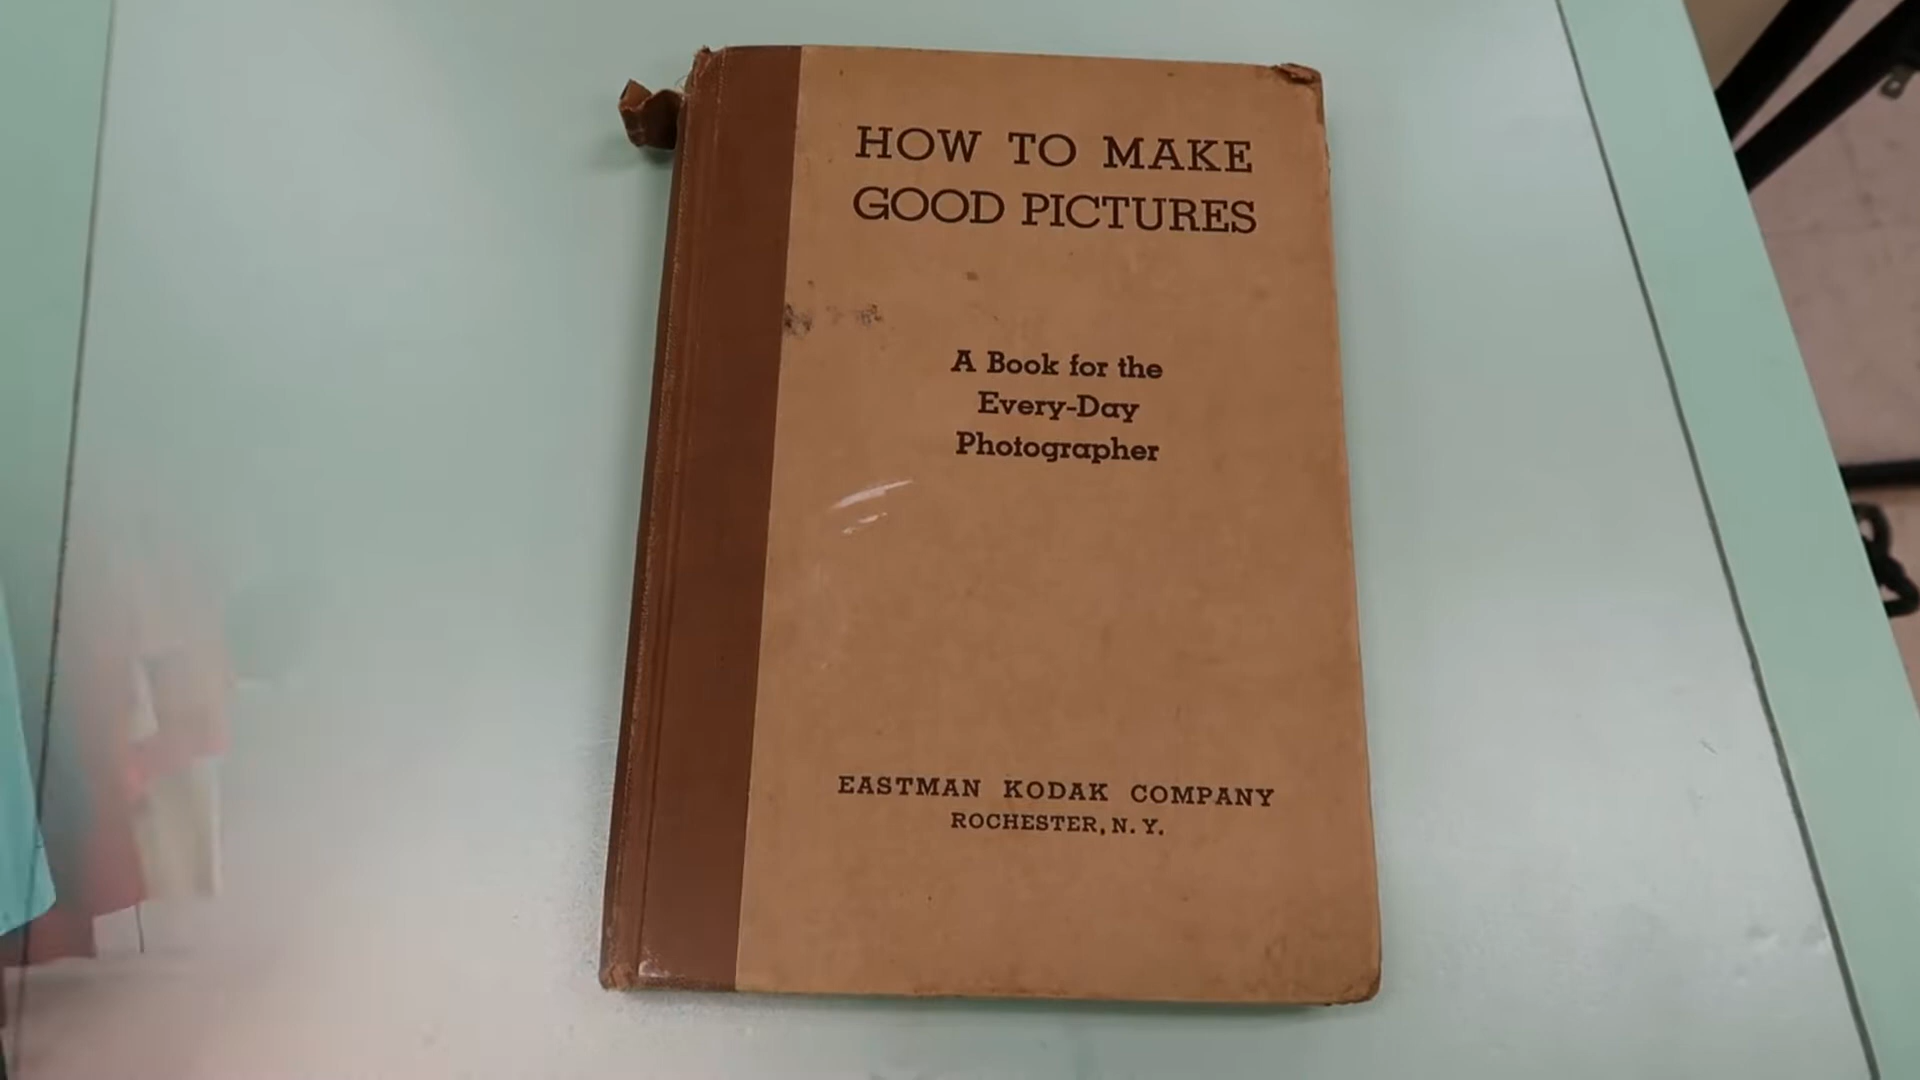 HOW TO MAKE
GOOD PICTURES
A Book for the
Every-Day
Photographer
EASTMAN KODAK COMPANY
ROCHESTER, N. Y.